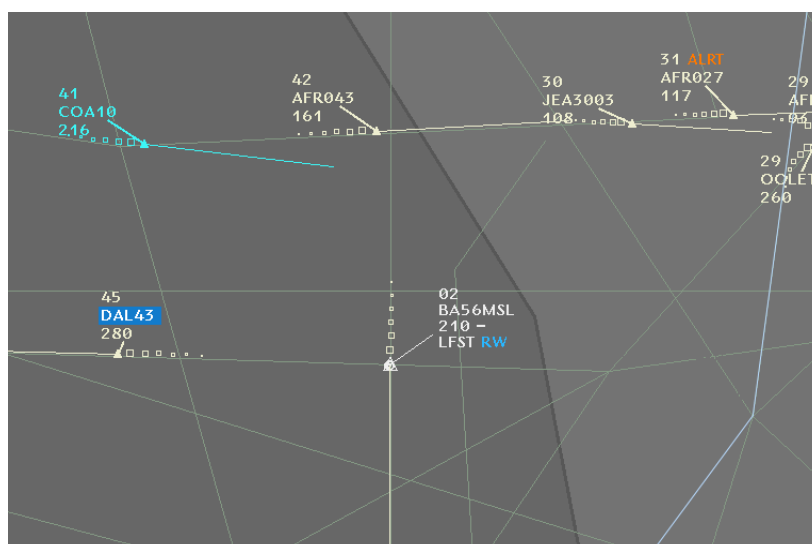 41
COA10
216
42
AFR043
161
30
JEA3003
108
31 ALRT
AFR027
117
29
29
260
45
DAL43
280
02
BA56MSL
210 –
LFST RW